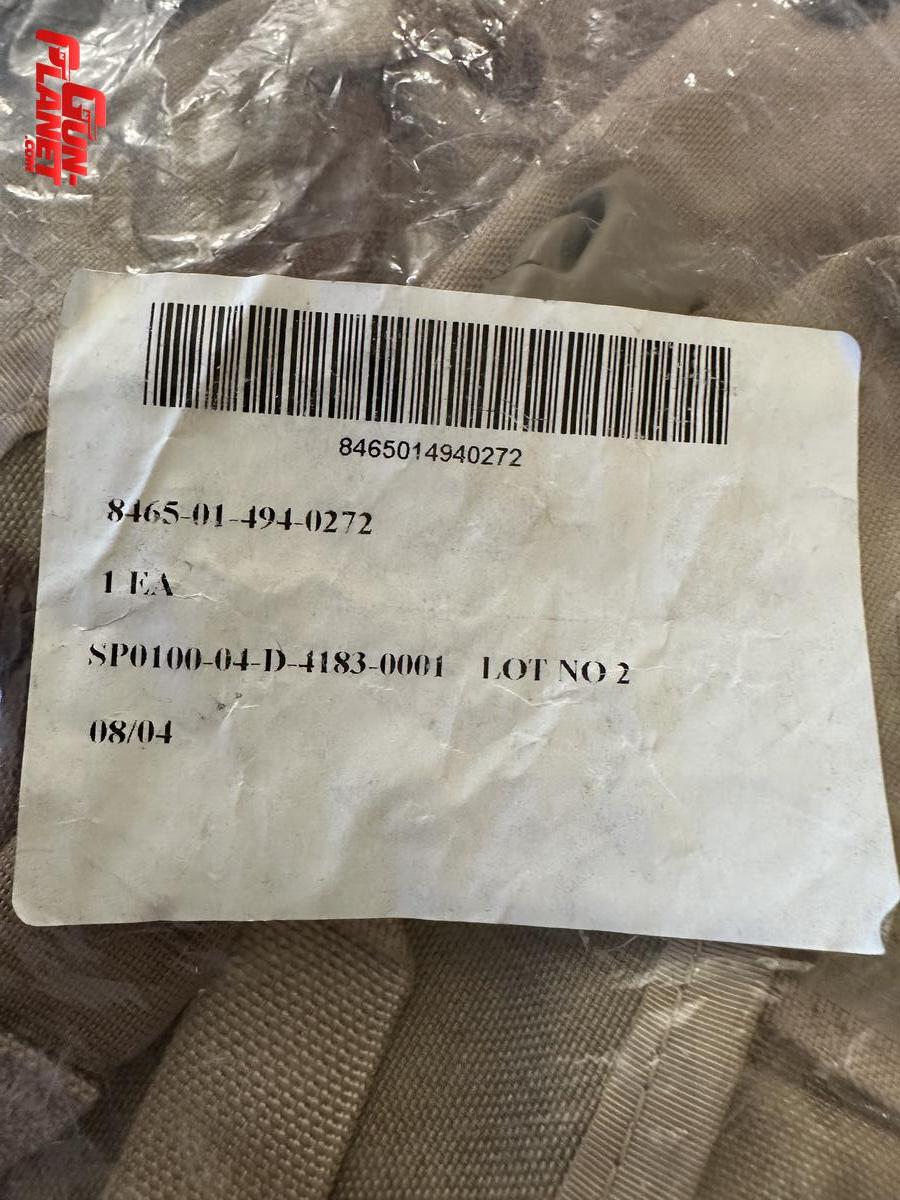 GUN-
PLANET
.COM
8465014940272
8465-01-494-0272
1 EA
SP0100-04-D-4183-0001 LOT NO 2
08/04